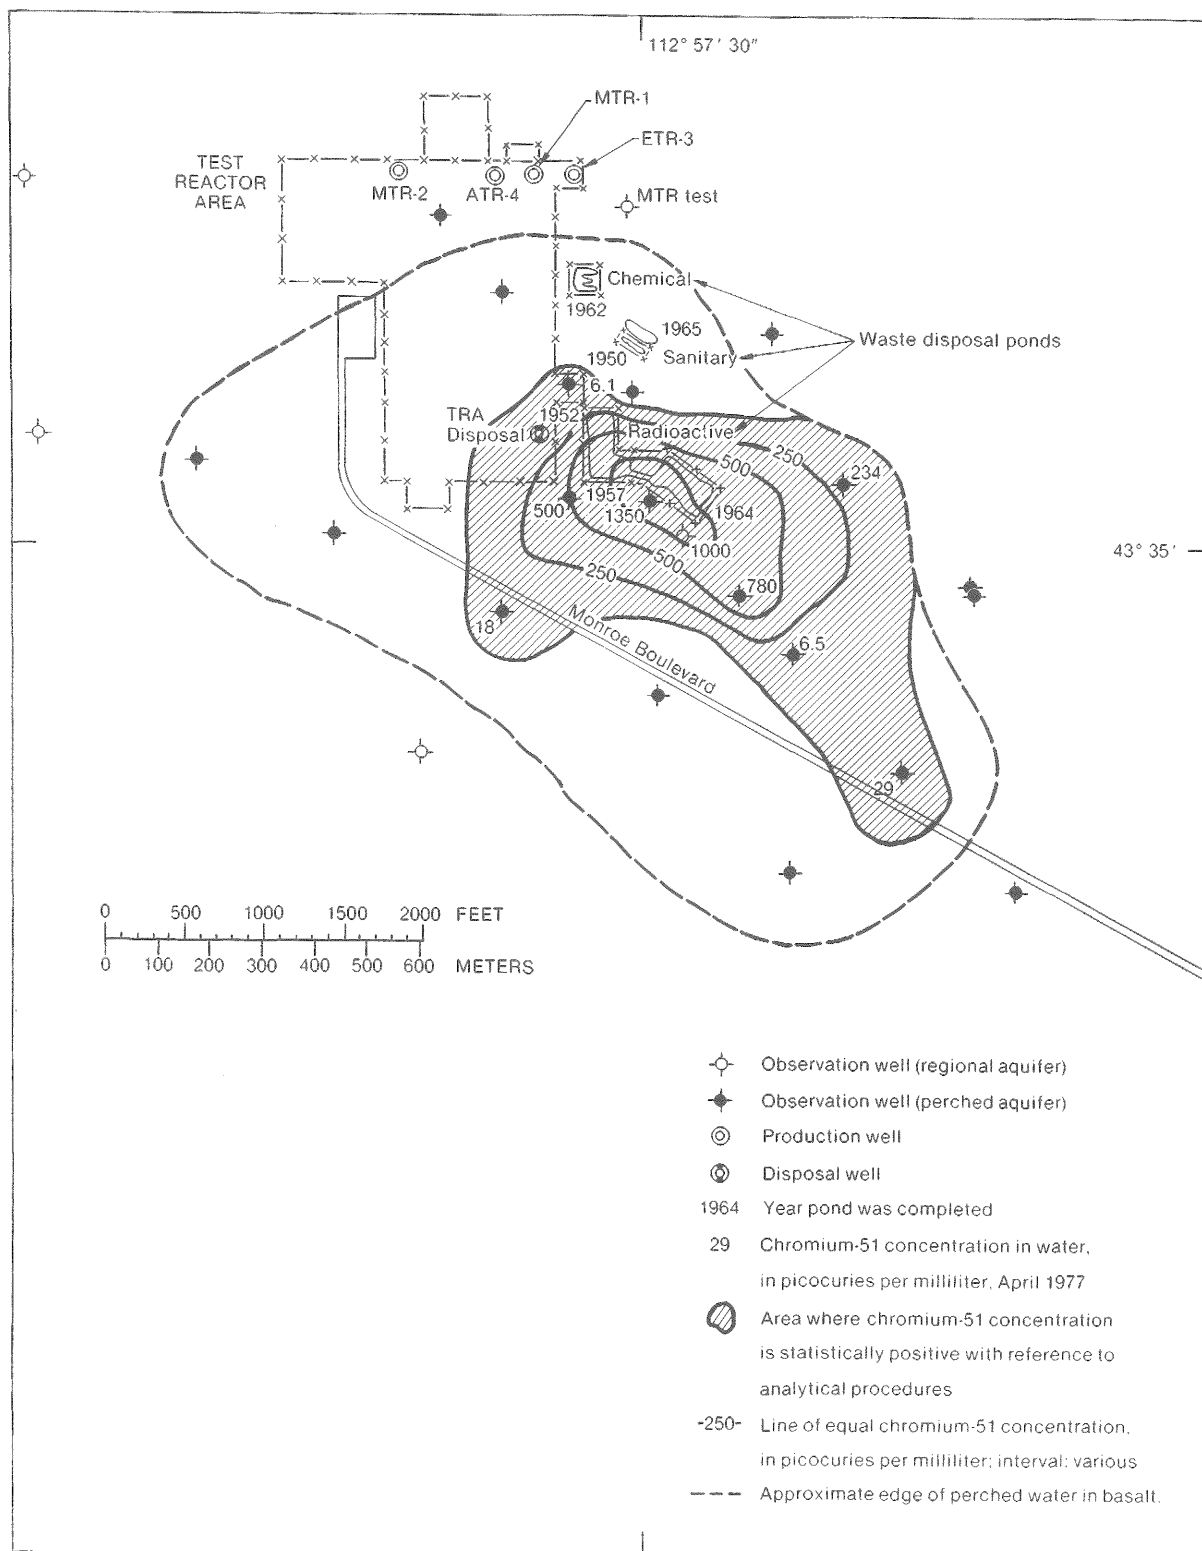 112° 57' 30"
MTR-1
ETR-3
TEST
REACTOR
AREA
MTR-2
ATR-4
MTR test
Chemical
1962
1965
Sanitary
Waste disposal ponds
1950
6.1
TRA
Disposal
1952
Radioactive
250
234
500
500
1957
1350
1964
1000
43° 35'
250
500
780
18
Monroe Boulevard
6.5
29
0 500 1000 1500 2000 FEET
0 100 200 300 400 500 600 METERS
Observation well (regional aquifer)
Observation well (perched aquifer)
Production well
Disposal well
1964 Year pond was completed
29 Chromium-51 concentration in water,
in picocuries per milliliter, April 1977
Area where chromium-51 concentration
is statistically positive with reference to
analytical procedures
-250- Line of equal chromium-51 concentration,
in picocuries per milliliter; interval: various
Approximate edge of perched water in basalt.